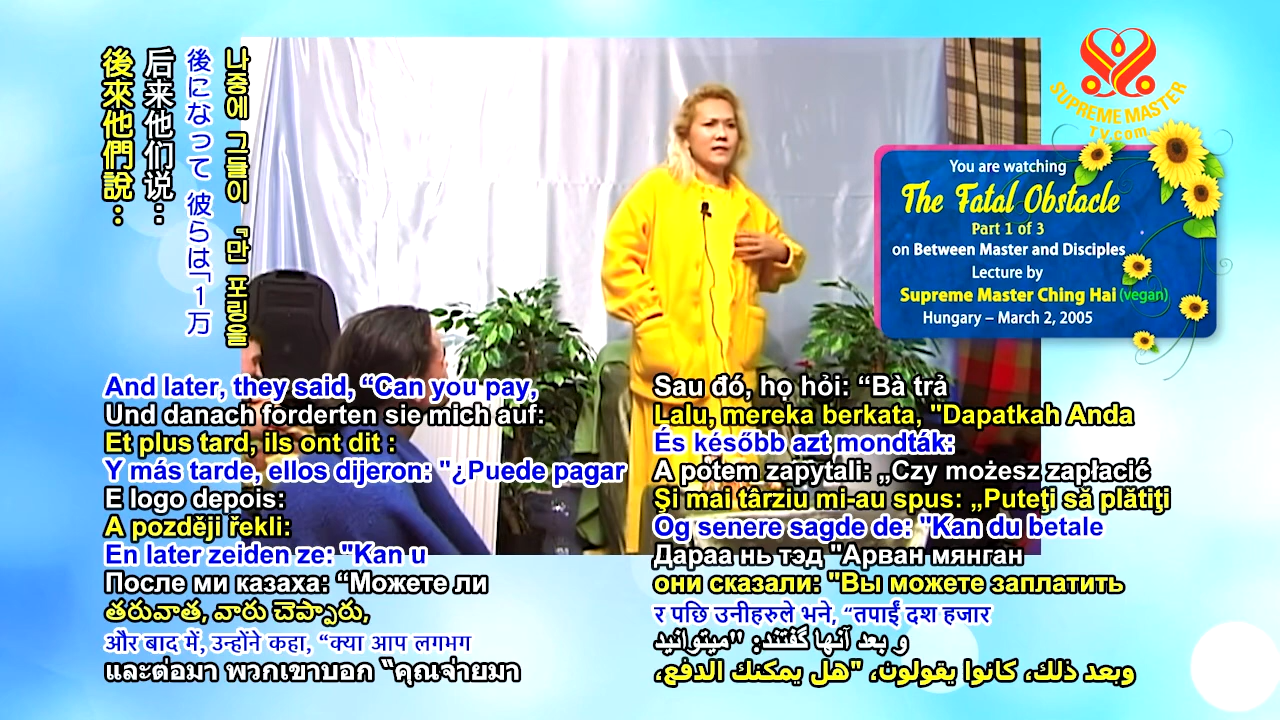 後來他們說：
后来他们说：
後になって 彼らは「1万
나중에 그들이 『만 포린을
SUPREME MASTER
TV.com
You are watching
The Fatal Obstacle
Part 1 of 3
on Between Master and Disciples
Lecture by
Supreme Master Ching Hai (vegan)
Hungary – March 2, 2005
And later, they said, “Can you pay,
Und danach forderten sie mich auf:
Et plus tard, ils ont dit :
Y más tarde, ellos dijeron: "¿Puede pagar
E logo depois:
A později řekli:
En later zeiden ze: "Kan u
После ми казаха: “Можете ли
తరువాత, వారు చెప్పారు,
और बाद में, उन्होंने कहा, “क्या आप लगभग
และต่อมา พวกเขาบอก “คุณจ่ายมา
Sau đó, họ hỏi: “Bà trả
Lalu, mereka berkata, "Dapatkah Anda
És később azt mondták:
A potem zapytali: „Czy możesz zapłacić
Şi mai târziu mi-au spus: „Puteţi să plătiţi
Og senere sagde de: "Kan du betale
Дараа нь тэд "Арван мянган
они сказали: "Вы можете заплатить
र पछि उनीहरुले भने, “तपाईं दश हजार
و بعد آنها گفتند: "میتوانید
وبعد ذلك، كانوا يقولون، "هل يمكنك الدفع،